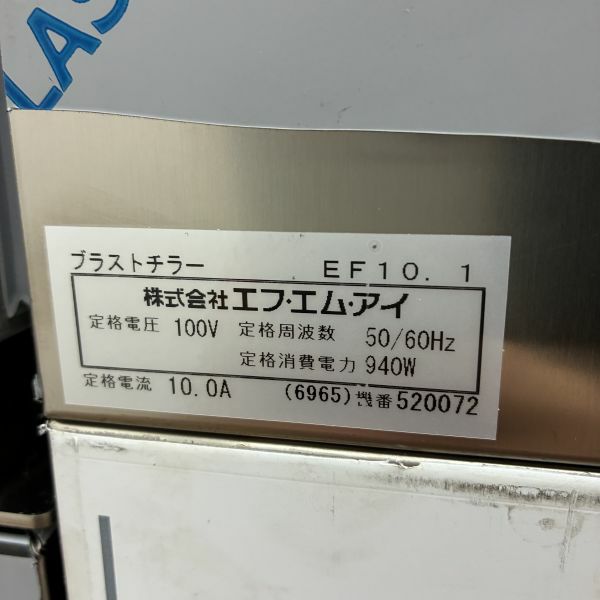 LAS
ブラストチラー EF10.1
株式会社エフ・エム・アイ
定格電圧 100V 定格周波数 50/60Hz
定格消費電力 940W
定格電流 10.0A (6965)機番520072